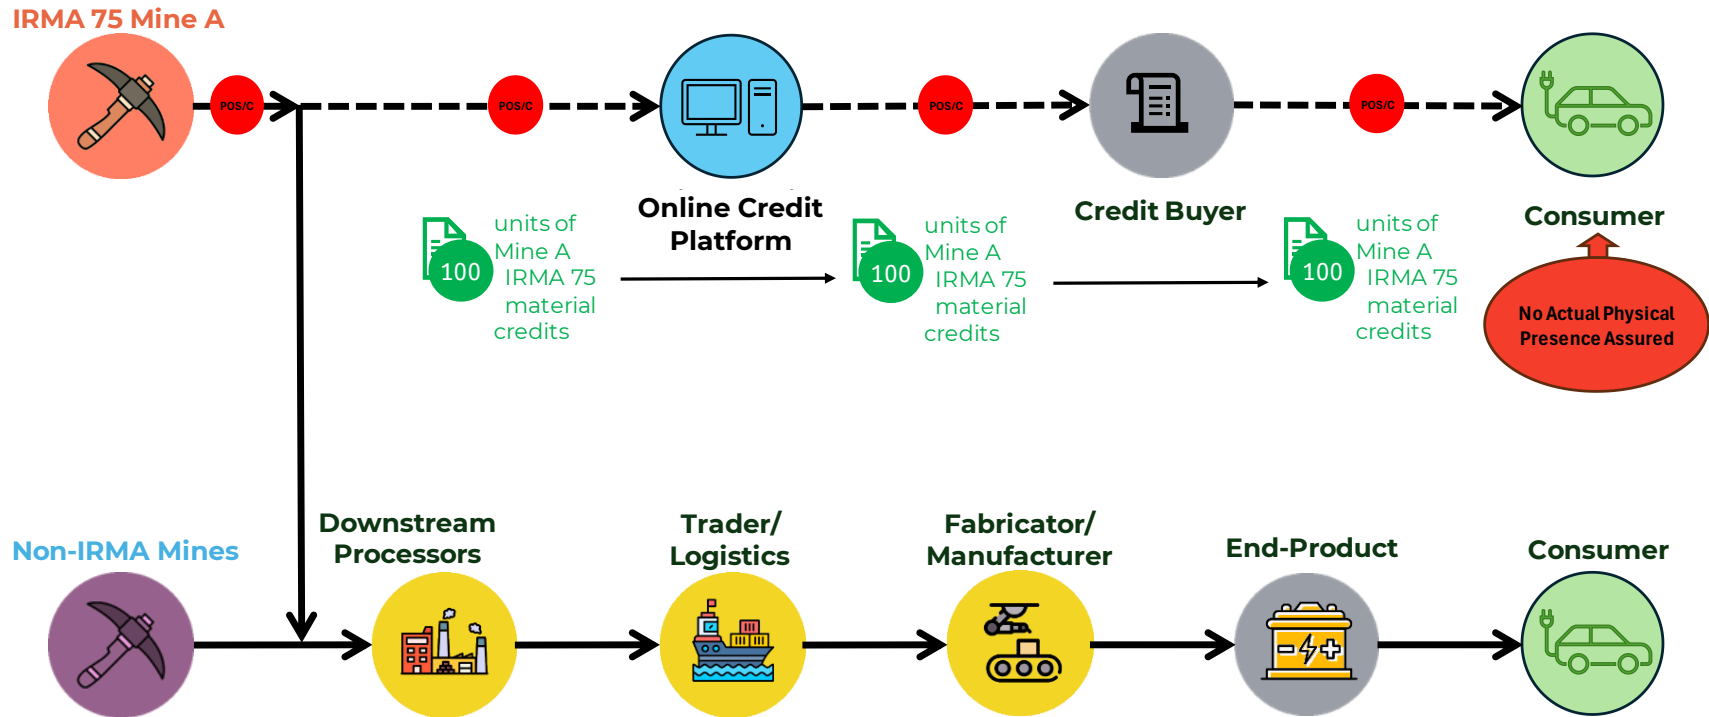 IRMA 75 Mine A
POS/C
POS/C
POS/C
POS/C
Online Credit
Platform
Credit Buyer
Consumer
100
units of
Mine A
IRMA 75
material
credits
100
units of
Mine A
IRMA 75
material
credits
100
units of
Mine A
IRMA 75
material
credits
No Actual Physical
Presence Assured
Non-IRMA Mines
Downstream
Processors
Trader/
Logistics
Fabricator/
Manufacturer
End-Product
Consumer